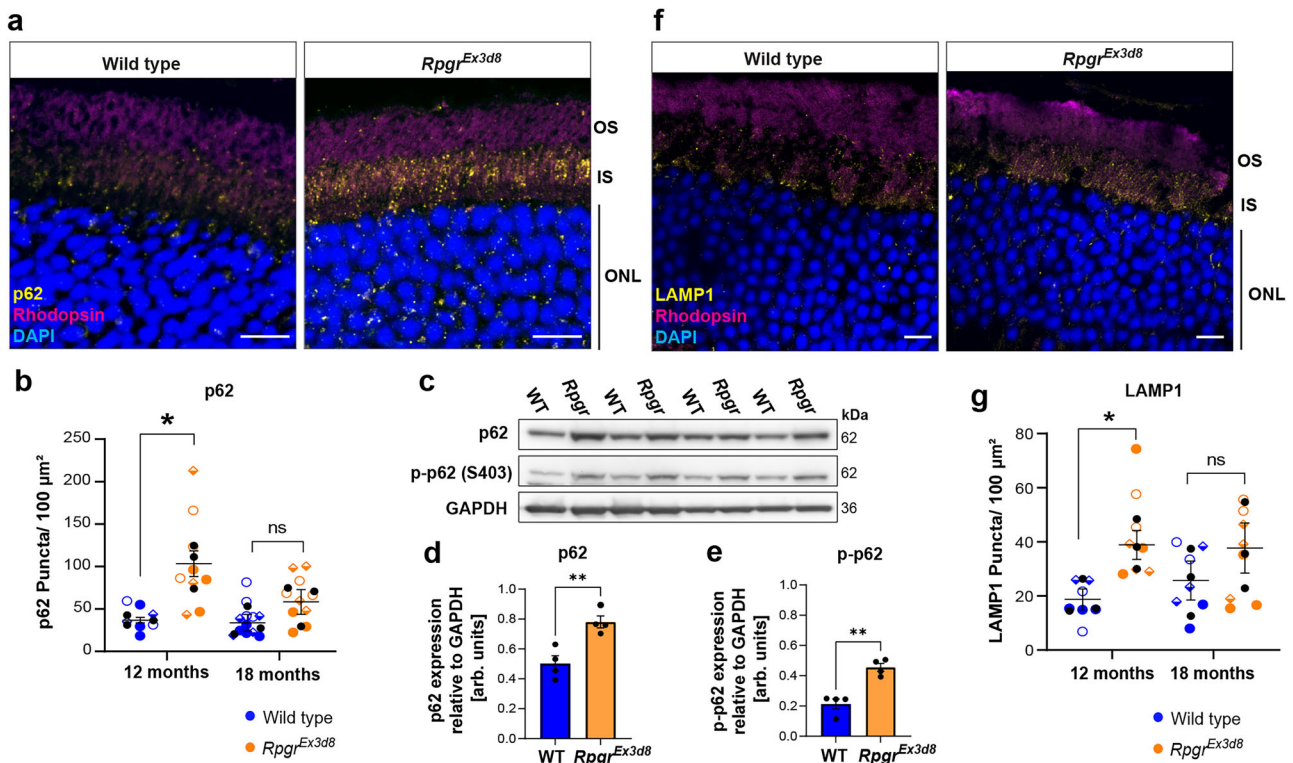 a
Wild type
Rpgr^Ex3d8
OS
IS
ONL
p62
Rhodopsin
DAPI
f
Wild type
Rpgr^Ex3d8
OS
IS
ONL
LAMP1
Rhodopsin
DAPI
b
p62
p62 Puncta/ 100 µm²
250
200
150
100
50
0
*
ns
12 months
18 months
Wild type
Rpgr^Ex3d8
c
WT Rpgr WT Rpgr WT Rpgr WT Rpgr
kDa
p62
62
p-p62 (S403)
62
GAPDH
36
d
p62
p62 expression
relative to GAPDH
[arb. units]
1.0
0.8
0.6
0.4
0.2
0.0
**
WT
Rpgr^Ex3d8
e
p-p62
p-p62 expression
relative to GAPDH
[arb. units]
1.0
0.8
0.6
0.4
0.2
0.0
**
WT
Rpgr^Ex3d8
g
LAMP1
LAMP1 Puncta/ 100 µm²
80
60
40
20
0
*
ns
12 months
18 months
Wild type
Rpgr^Ex3d8